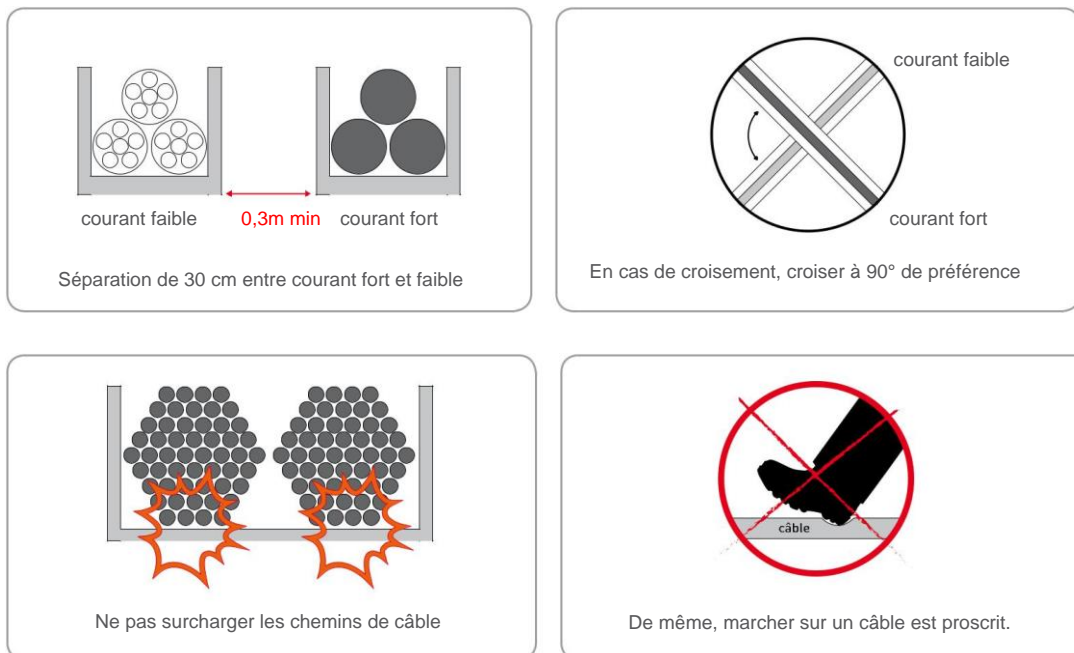 courant faible
0,3m min
courant fort
Séparation de 30 cm entre courant fort et faible
courant faible
courant fort
En cas de croisement, croiser à 90° de préférence
Ne pas surcharger les chemins de câble
câble
De même, marcher sur un câble est proscrit.